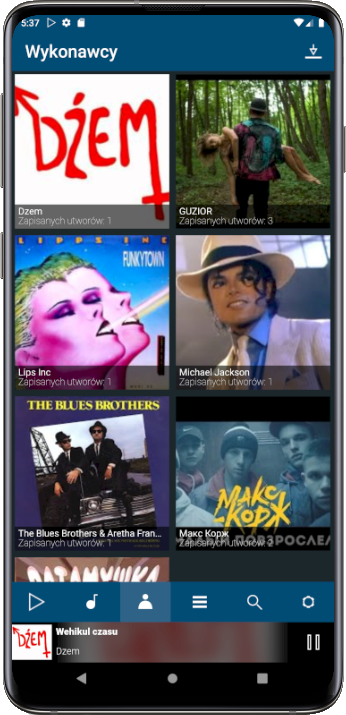 5:37
Wykonawcy
DŻEM
Dzem
Zapisanych utworów: 1
GUZIOR
Zapisanych utworów: 3
LIPPS INC
FUNKYTOWN
Lips Inc
Zapisanych utworów: 1
Michael Jackson
Zapisanych utworów: 1
THE BLUES BROTHERS
The Blues Brothers & Aretha Fran...
Zapisanych utworów: 1
МАКС
-КОРЖ
Макс Корж
Zapisanych utworów: 2
DŻEM
Wehikul czasu
Dzem